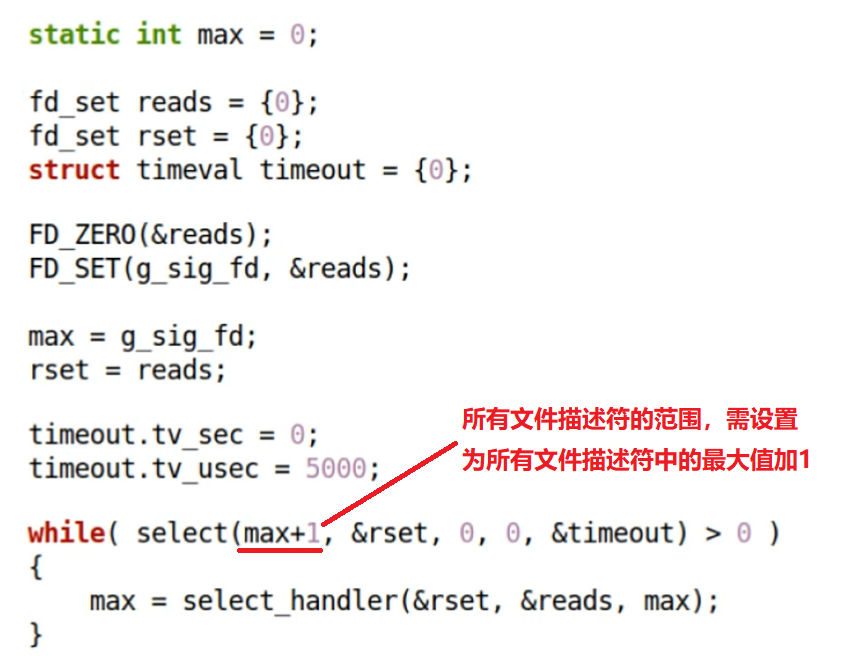 static int max = 0;
fd_set reads = {0};
fd_set rset = {0};
struct timeval timeout = {0};
FD_ZERO(&reads);
FD_SET(g_sig_fd, &reads);
max = g_sig_fd;
rset = reads;
timeout.tv_sec = 0;
timeout.tv_usec = 5000;
所有文件描述符的范围，需设置
为所有文件描述符中的最大值加1
while( select(max+1, &rset, 0, 0, &timeout) > 0 )
{
    max = select_handler(&rset, &reads, max);
}